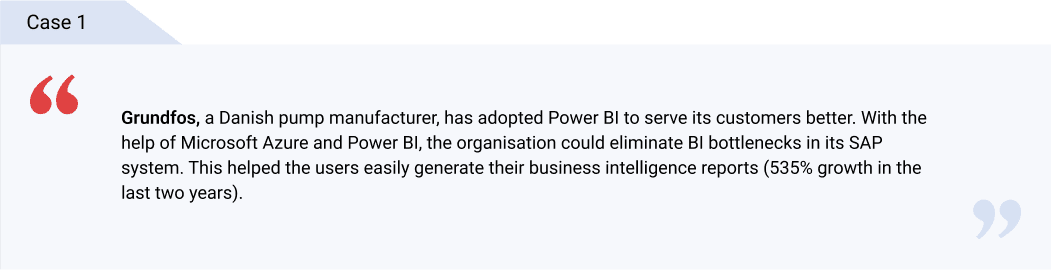 Case 1
Grundfos, a Danish pump manufacturer, has adopted Power BI to serve its customers better. With the
help of Microsoft Azure and Power BI, the organisation could eliminate BI bottlenecks in its SAP
system. This helped the users easily generate their business intelligence reports (535% growth in the
last two years).